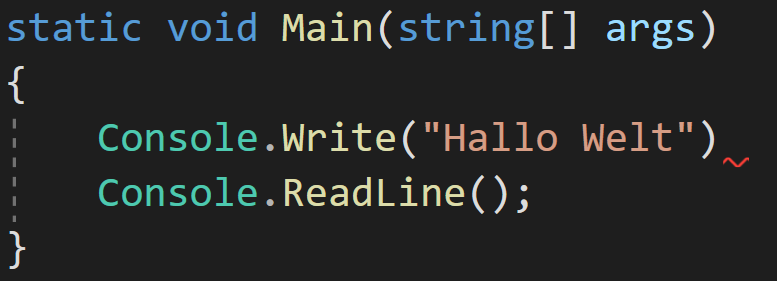 static void Main(string[] args)
{
    Console.Write("Hallo Welt")
    Console.ReadLine();
}